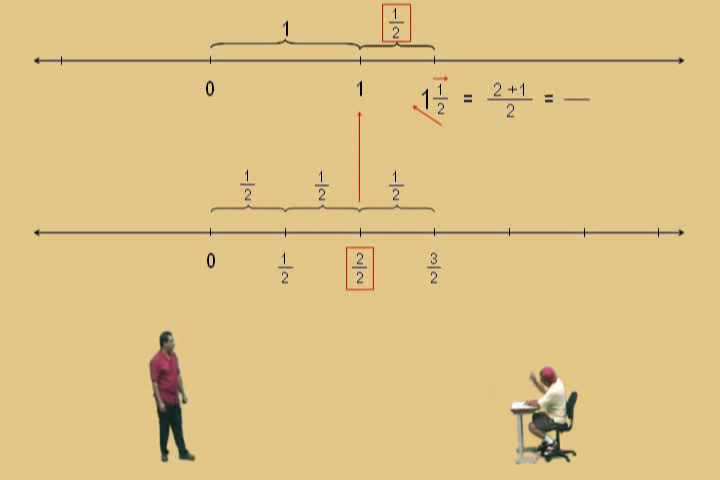 1 1/2
0 1 1 1/2 = 2 +1/2 = —
1/2 1/2 1/2
0 1/2 2/2 3/2